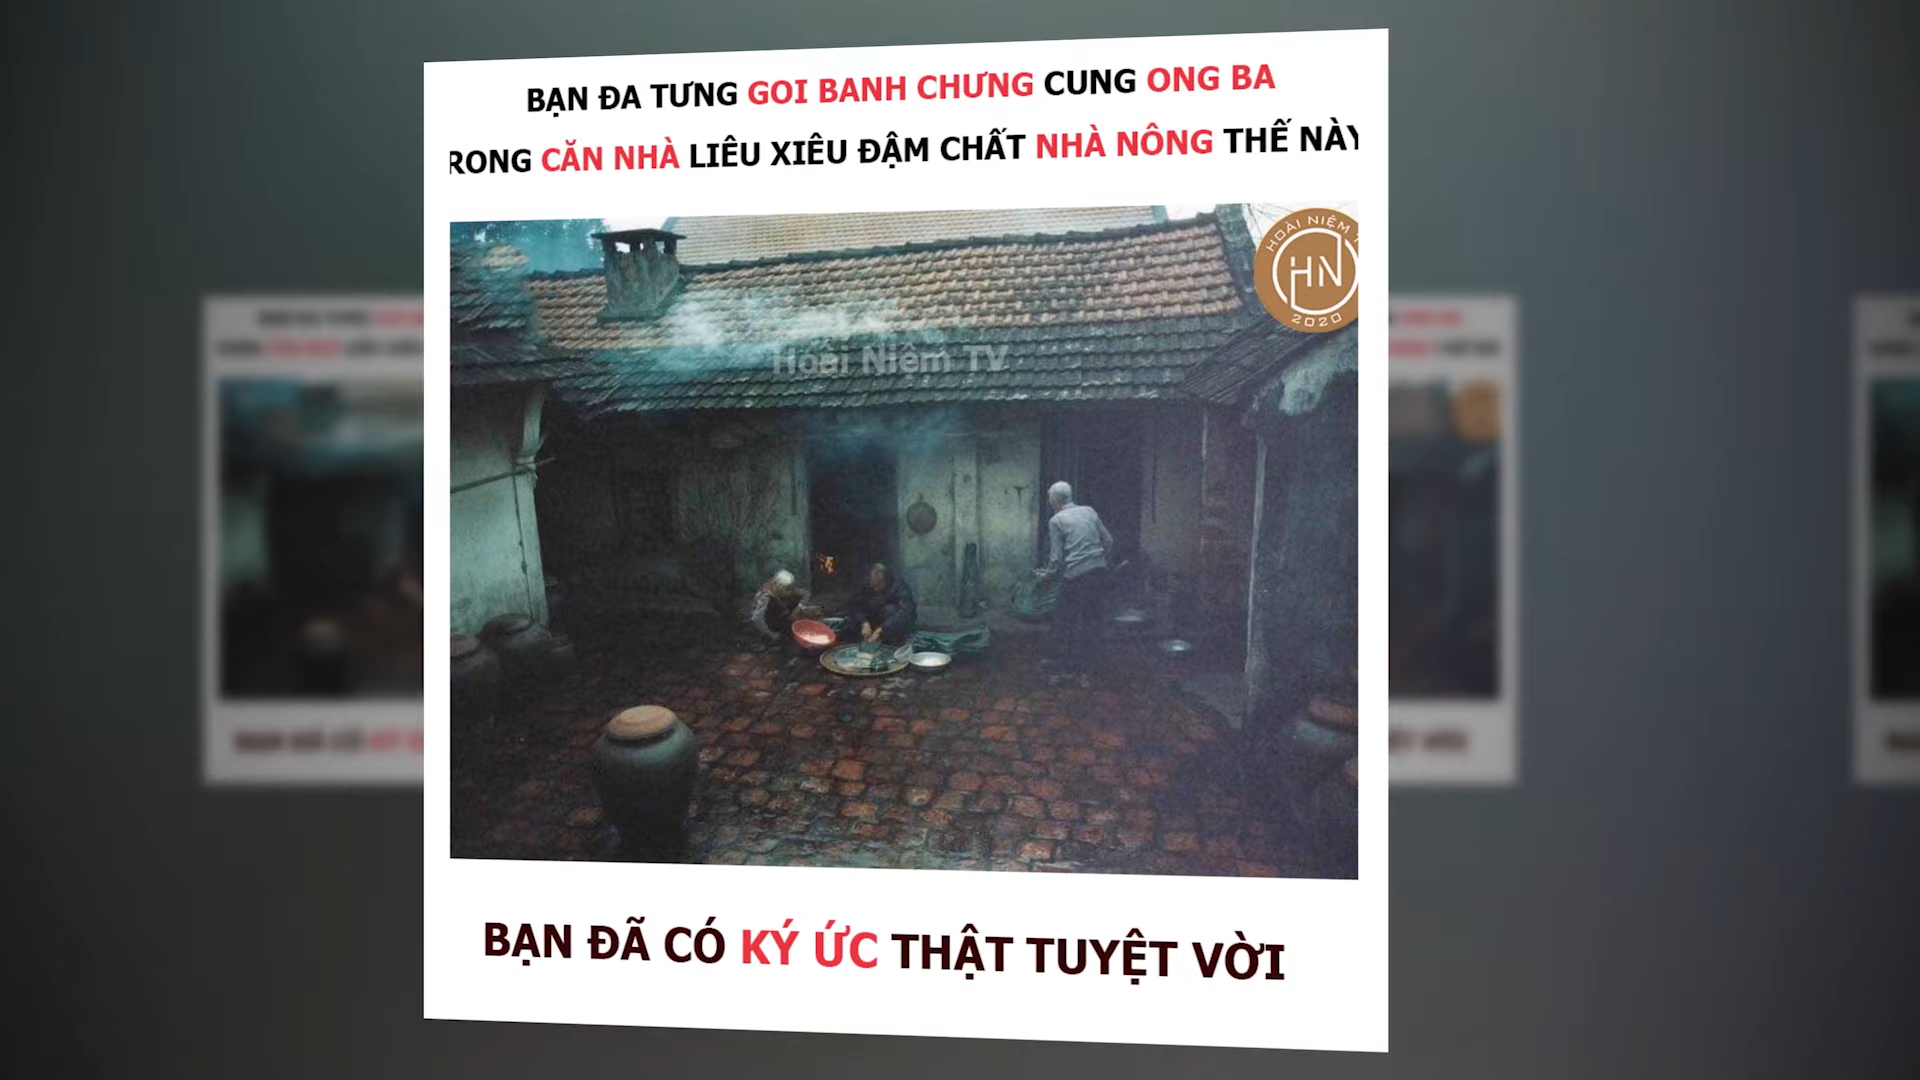 BẠN ĐA TƯNG GOI BANH CHƯNG CUNG ONG BA
RONG CĂN NHÀ LIÊU XIÊU ĐẬM CHẤT NHÀ NÔNG THẾ NÀY
HOÀI NIỆM T
HN
2020
Hoài Niệm TV
BẠN ĐÃ CÓ KÝ ỨC THẬT TUYỆT VỜI